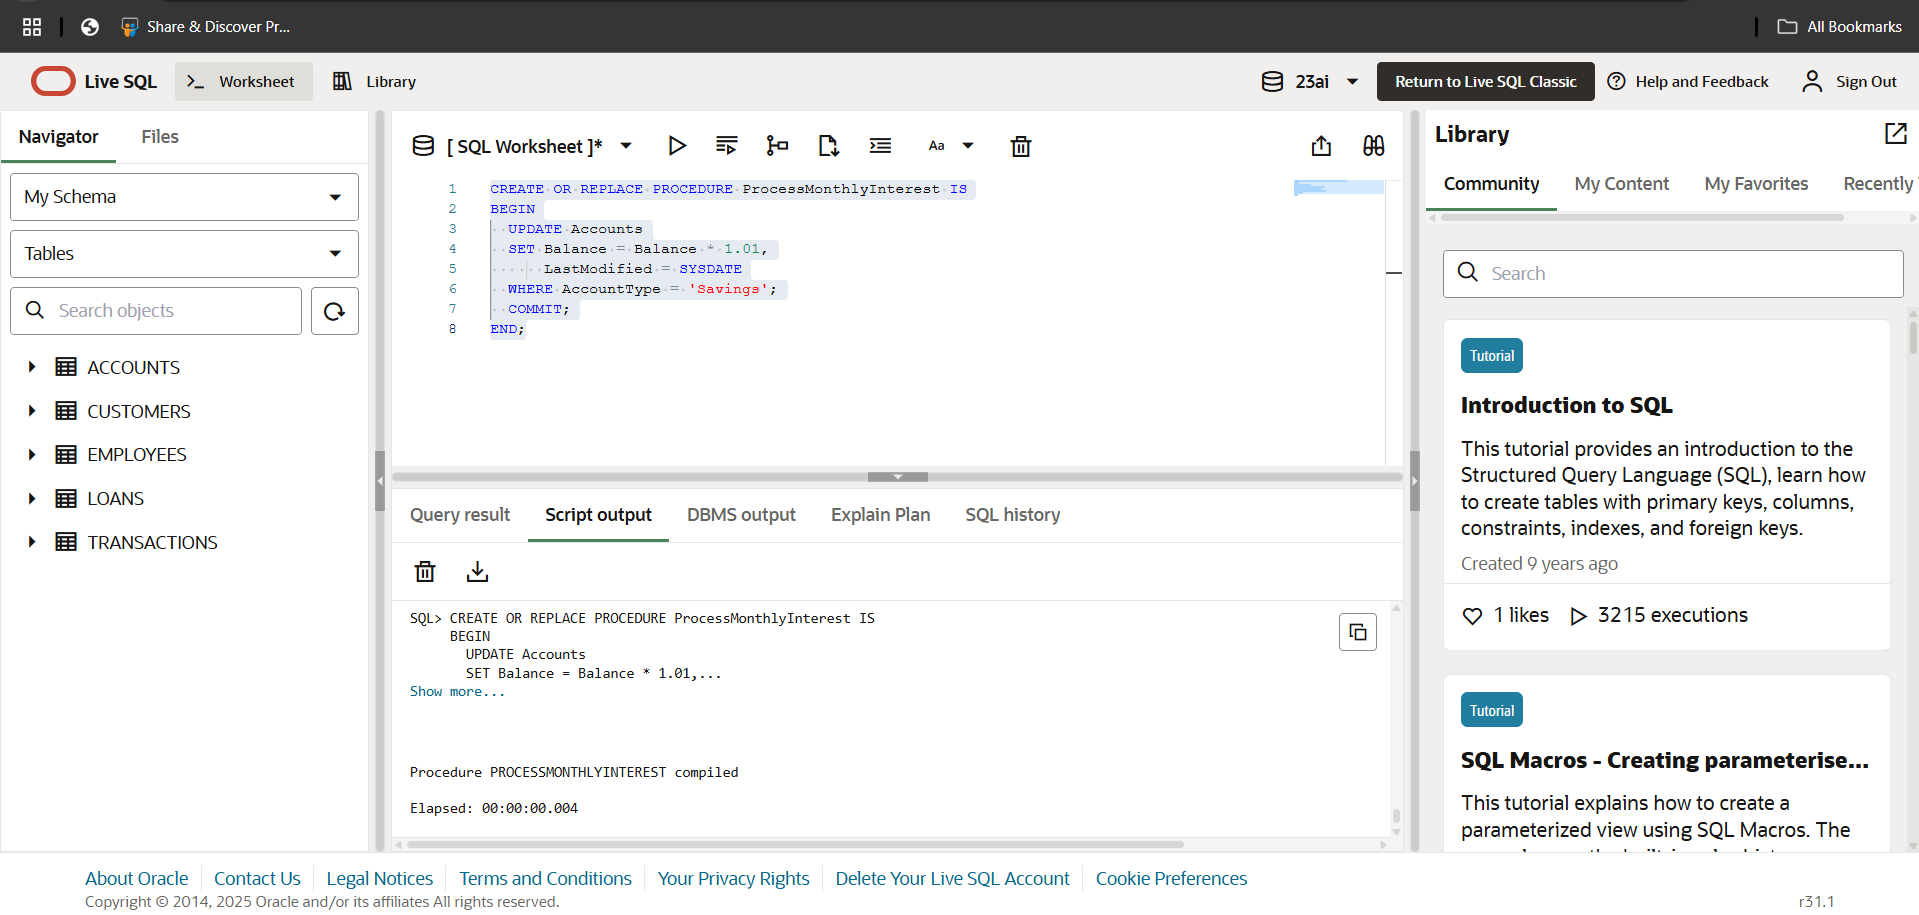 Share & Discover Pr...
All Bookmarks
Live SQL
Worksheet
Library
23ai
Return to Live SQL Classic
Help and Feedback
Sign Out
Navigator
Files
My Schema
Tables
Search objects
ACCOUNTS
CUSTOMERS
EMPLOYEES
LOANS
TRANSACTIONS
[ SQL Worksheet ]*
Aa
1 CREATE OR REPLACE PROCEDURE ProcessMonthlyInterest IS
2 BEGIN
3 UPDATE Accounts
4 SET Balance = Balance * 1.01,
5 LastModified = SYSDATE
6 WHERE AccountType = 'Savings';
7 COMMIT;
8 END;
Query result
Script output
DBMS output
Explain Plan
SQL history
SQL> CREATE OR REPLACE PROCEDURE ProcessMonthlyInterest IS
BEGIN
UPDATE Accounts
SET Balance = Balance * 1.01,...
Show more...
Procedure PROCESSMONTHLYINTEREST compiled
Elapsed: 00:00:00.004
Library
Community
My Content
My Favorites
Recently
Search
Tutorial
Introduction to SQL
This tutorial provides an introduction to the
Structured Query Language (SQL), learn how
to create tables with primary keys, columns,
constraints, indexes, and foreign keys.
Created 9 years ago
1 likes
3215 executions
Tutorial
SQL Macros - Creating parameterise...
This tutorial explains how to create a
parameterized view using SQL Macros. The
About Oracle
Contact Us
Legal Notices
Terms and Conditions
Your Privacy Rights
Delete Your Live SQL Account
Cookie Preferences
Copyright © 2014, 2025 Oracle and/or its affiliates All rights reserved.
r31.1